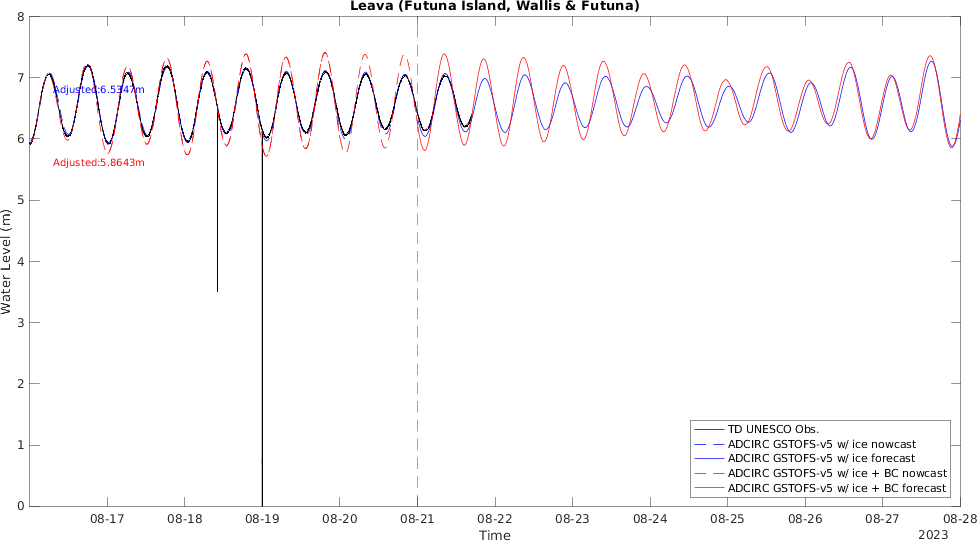 Leava (Futuna Island, Wallis & Futuna)
8
7
6
5
4
3
2
1
0
Water Level (m)
Adjusted:6.5347m
Adjusted:5.8643m
TD UNESCO Obs.
ADCIRC GSTOFS-v5 w/ ice nowcast
ADCIRC GSTOFS-v5 w/ ice forecast
ADCIRC GSTOFS-v5 w/ ice + BC nowcast
ADCIRC GSTOFS-v5 w/ ice + BC forecast
08-17 08-18 08-19 08-20 08-21 08-22 08-23 08-24 08-25 08-26 08-27 08-28
Time
2023